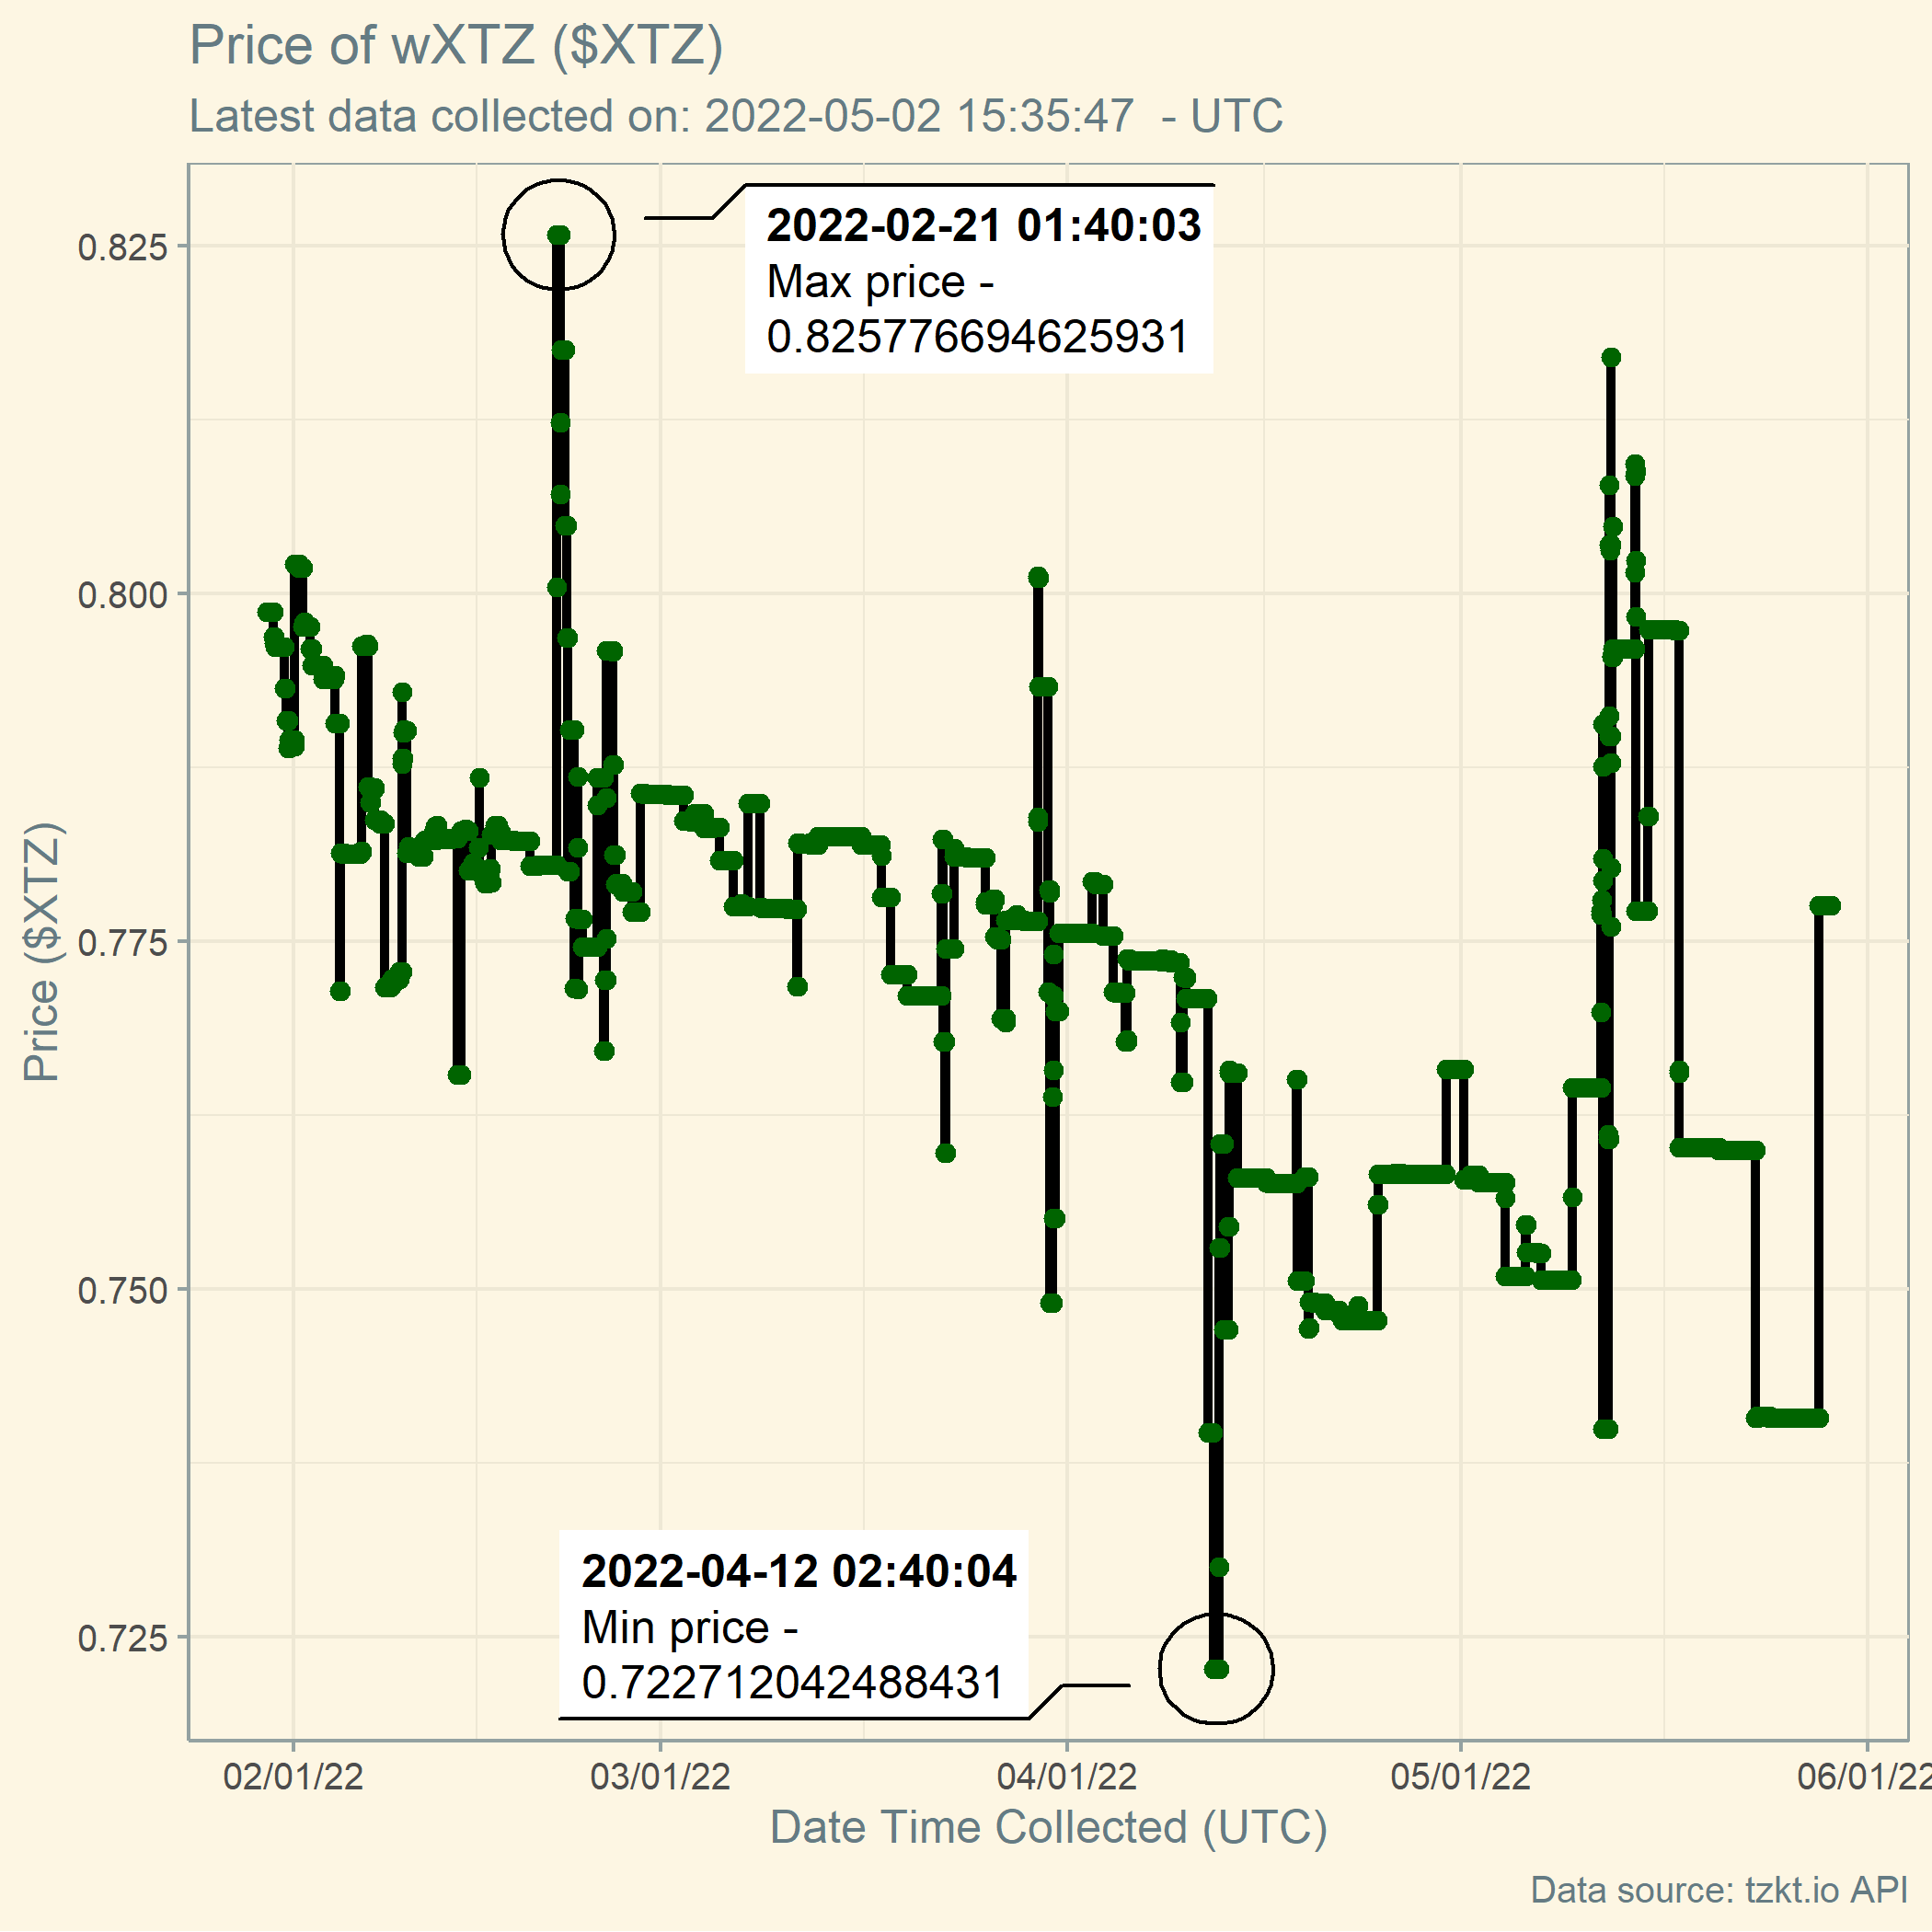 Price of wXTZ ($XTZ)
Latest data collected on: 2022-05-02 15:35:47  - UTC
2022-02-21 01:40:03
Max price -
0.825776694625931
0.825
0.800
0.775
0.750
0.725
Price ($XTZ)
2022-04-12 02:40:04
Min price -
0.722712042488431
02/01/22
03/01/22
04/01/22
05/01/22
06/01/22
Date Time Collected (UTC)
Data source: tzkt.io API